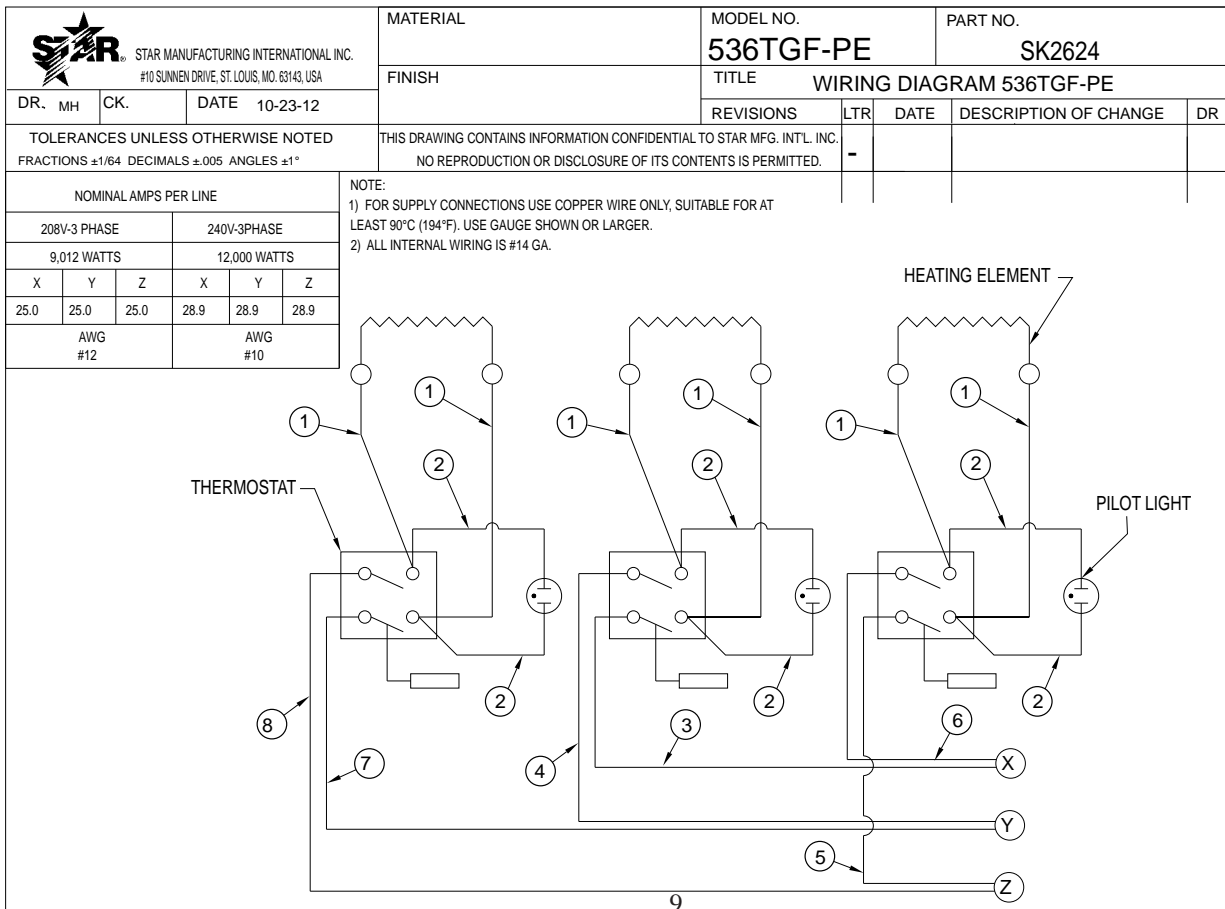 STAR®
STAR MANUFACTURING INTERNATIONAL INC.
#10 SUNNEN DRIVE, ST. LOUIS, MO. 63143, USA
DR、 MH
CK.
DATE 10-23-12
TOLERANCES UNLESS OTHERWISE NOTED
FRACTIONS ±1/64 DECIMALS ±.005 ANGLES ±1°
MATERIAL
FINISH
THIS DRAWING CONTAINS INFORMATION CONFIDENTIAL TO STAR MFG. INT'L. INC.
NO REPRODUCTION OR DISCLOSURE OF ITS CONTENTS IS PERMITTED.
MODEL NO.
536TGF-PE
PART NO.
SK2624
TITLE WIRING DIAGRAM 536TGF-PE
REVISIONS LTR DATE DESCRIPTION OF CHANGE DR
-
NOMINAL AMPS PER LINE
208V-3 PHASE 240V-3PHASE
9,012 WATTS 12,000 WATTS
X Y Z X Y Z
25.0 25.0 25.0 28.9 28.9 28.9
AWG AWG
#12 #10
NOTE:
1) FOR SUPPLY CONNECTIONS USE COPPER WIRE ONLY, SUITABLE FOR AT
LEAST 90°C (194°F). USE GAUGE SHOWN OR LARGER.
2) ALL INTERNAL WIRING IS #14 GA.
HEATING ELEMENT
1 1 1 1 1 1
2 2 2
THERMOSTAT
PILOT LIGHT
2 2 2
8
7
4
3
6
5
X
Y
Z
9